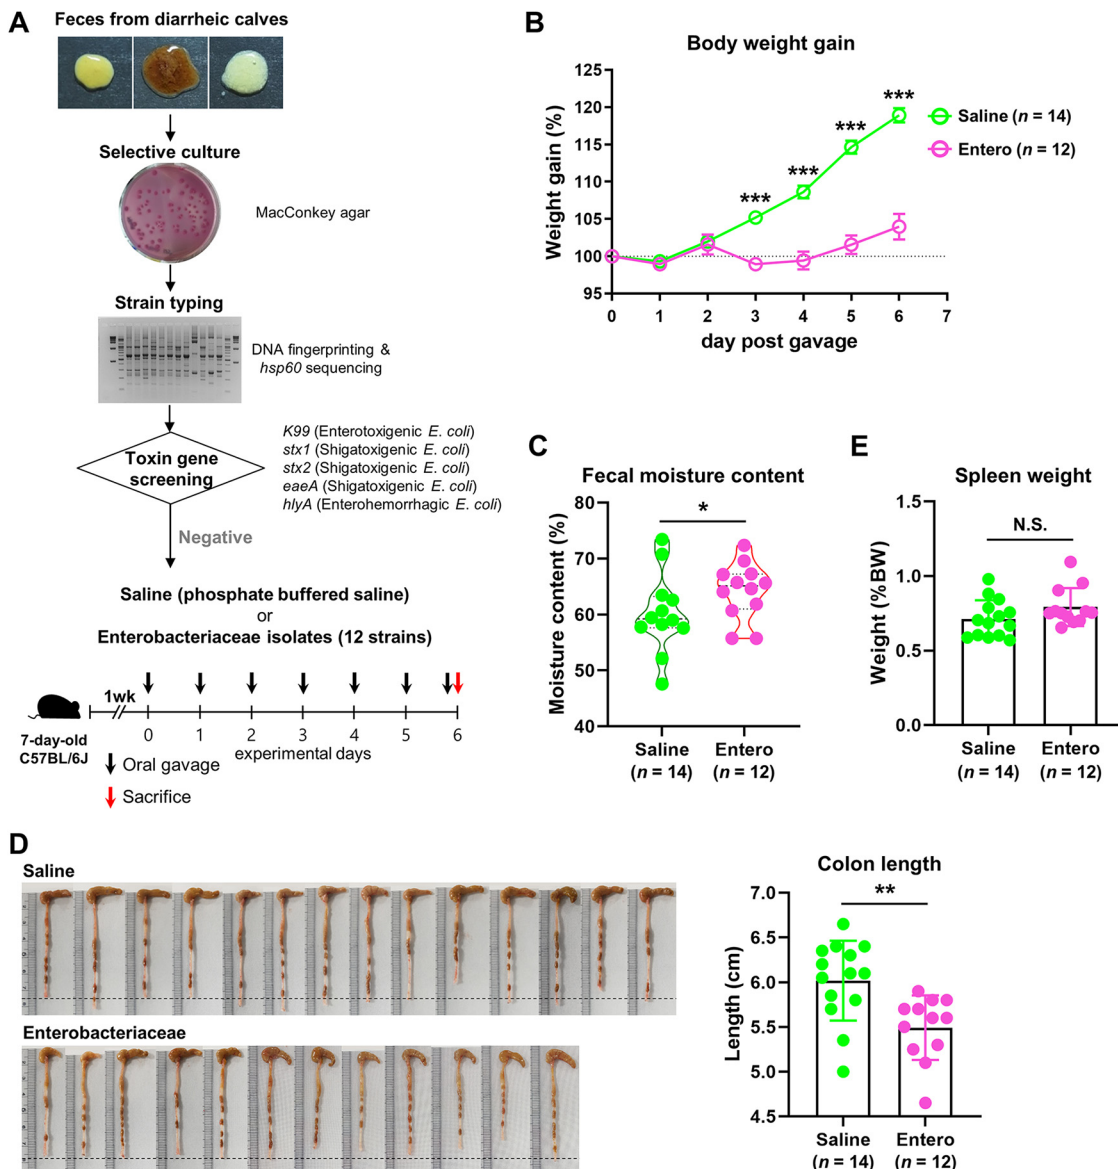 A
Feces from diarrheic calves
Selective culture
MacConkey agar
Strain typing
DNA fingerprinting &
hsp60 sequencing
Toxin gene
screening
K99 (Enterotoxigenic E. coli)
stx1 (Shigatoxigenic E. coli)
stx2 (Shigatoxigenic E. coli)
eaeA (Shigatoxigenic E. coli)
hlyA (Enterohemorrhagic E. coli)
Negative
Saline (phosphate buffered saline)
or
Enterobacteriaceae isolates (12 strains)
1wk
0 1 2 3 4 5 6
experimental days
7-day-old
C57BL/6J
Oral gavage
Sacrifice
B
Body weight gain
Weight gain (%)
125
120
115
110
105
100
95
*** *** *** ***
0 1 2 3 4 5 6 7
day post gavage
Saline (n = 14)
Entero (n = 12)
C
Fecal moisture content
Moisture content (%)
80
70
60
50
40
*
Saline Entero
(n = 14) (n = 12)
E
Spleen weight
Weight (%BW)
1.5
1.0
0.5
0.0
N.S.
Saline Entero
(n = 14) (n = 12)
D
Saline
Enterobacteriaceae
Colon length
Length (cm)
7.0
6.5
6.0
5.5
5.0
4.5
**
Saline Entero
(n = 14) (n = 12)